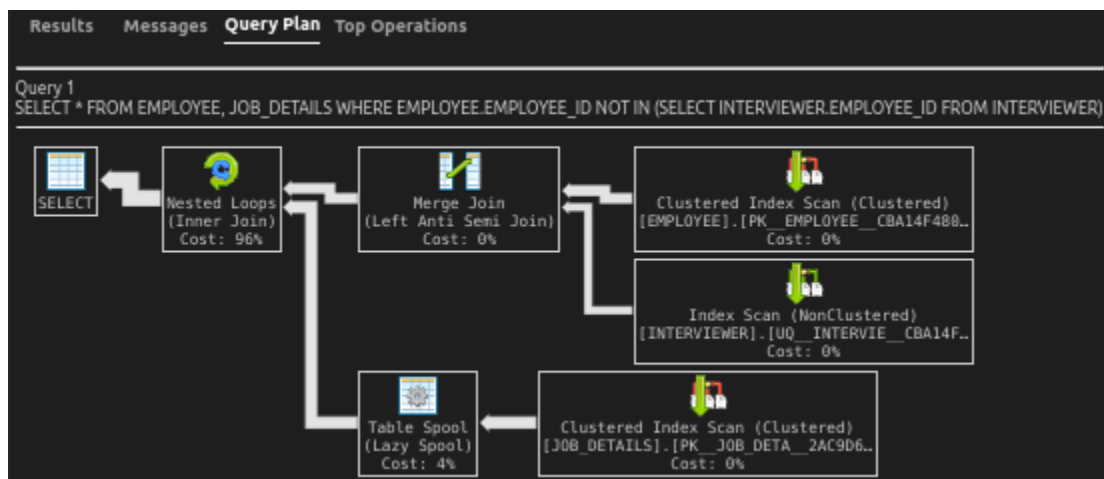 Results Messages Query Plan Top Operations
Query 1
SELECT * FROM EMPLOYEE, JOB_DETAILS WHERE EMPLOYEE.EMPLOYEE_ID NOT IN (SELECT INTERVIEWER.EMPLOYEE_ID FROM INTERVIEWER)
SELECT
Nested Loops
(Inner Join)
Cost: 96%
Merge Join
(Left Anti Semi Join)
Cost: 0%
Clustered Index Scan (Clustered)
[EMPLOYEE].[PK__EMPLOYEE__CBA14F480…
Cost: 0%
Index Scan (NonClustered)
[INTERVIEWER].[UQ__INTERVIE__CBA14F…
Cost: 0%
Table Spool
(Lazy Spool)
Cost: 4%
Clustered Index Scan (Clustered)
[JOB_DETAILS].[PK__JOB_DETA__2AC9D6…
Cost: 0%